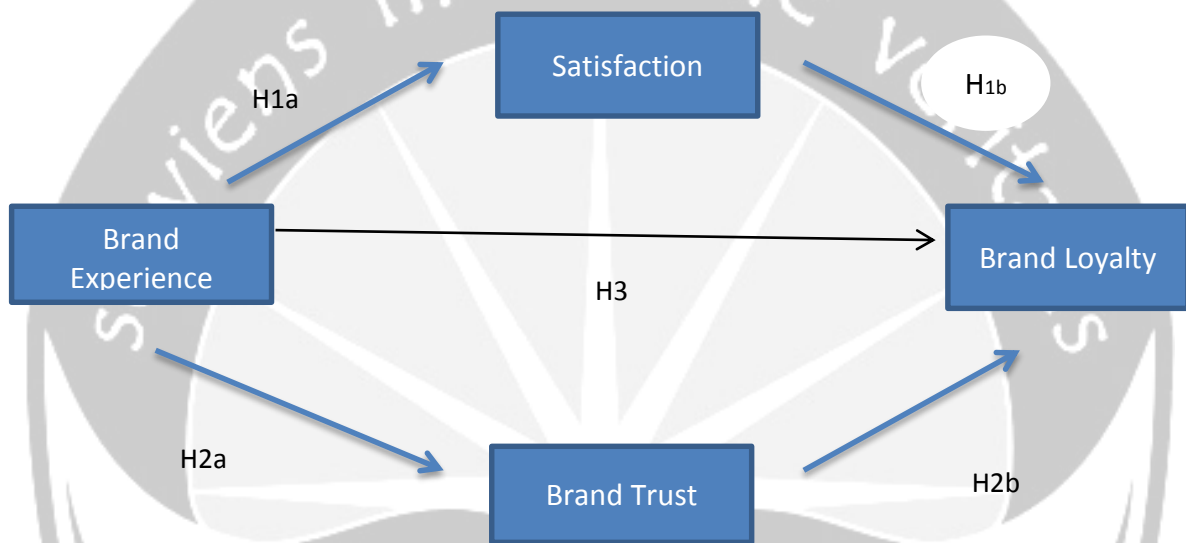 Satisfaction
H1a
H1b
Brand
Experience
Brand Loyalty
H3
H2a
Brand Trust
H2b